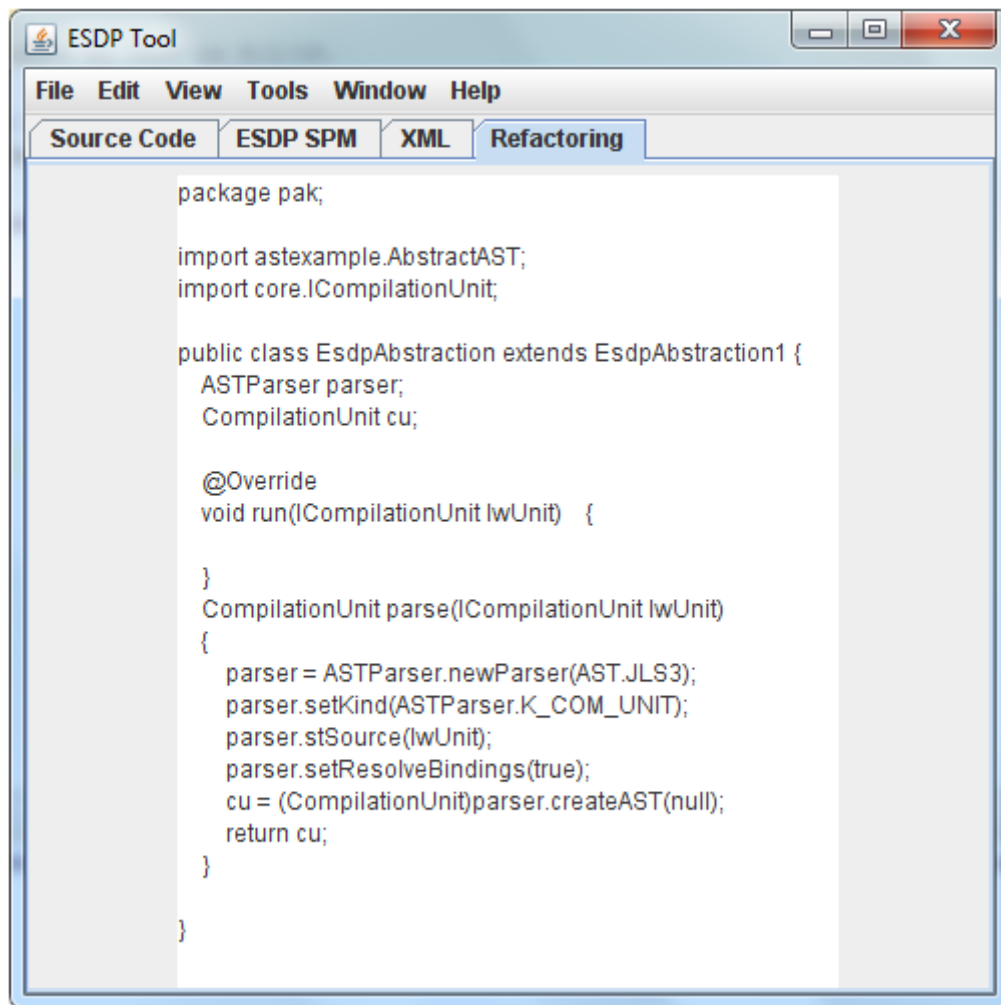 ESDP Tool
File Edit View Tools Window Help
Source Code ESDP SPM XML Refactoring
package pak;
import astexample.AbstractAST;
import core.ICompilationUnit;
public class EsdpAbstraction extends EsdpAbstraction1 {
ASTParser parser;
CompilationUnit cu;
@Override
void run(ICompilationUnit lwUnit) {
}
CompilationUnit parse(ICompilationUnit lwUnit)
{
parser = ASTParser.newParser(AST.JLS3);
parser.setKind(ASTParser.K_COM_UNIT);
parser.stSource(lwUnit);
parser.setResolveBindings(true);
cu = (CompilationUnit)parser.createAST(null);
return cu;
}
}